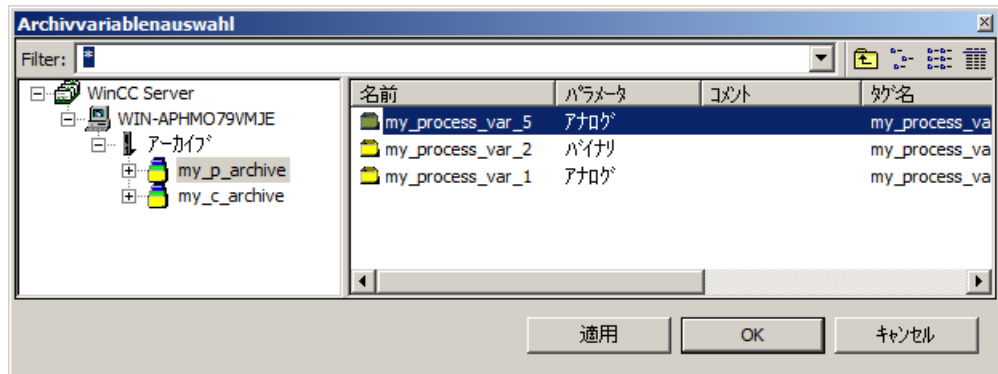 Archivvariablenauswahl
Filter: *
WinCC Server
WIN-APHMO79VMJE
ｱｰｶｲﾌﾞ
my_p_archive
my_c_archive
名前 ﾊﾟﾗﾒｰﾀ ｺﾒﾝﾄ ﾀｸﾞ名
my_process_var_5 ｱﾅﾛｸﾞ my_process_va
my_process_var_2 ﾊﾞｲﾅﾘ my_process_va
my_process_var_1 ｱﾅﾛｸﾞ my_process_va
適用 OK ｷｬﾝｾﾙ